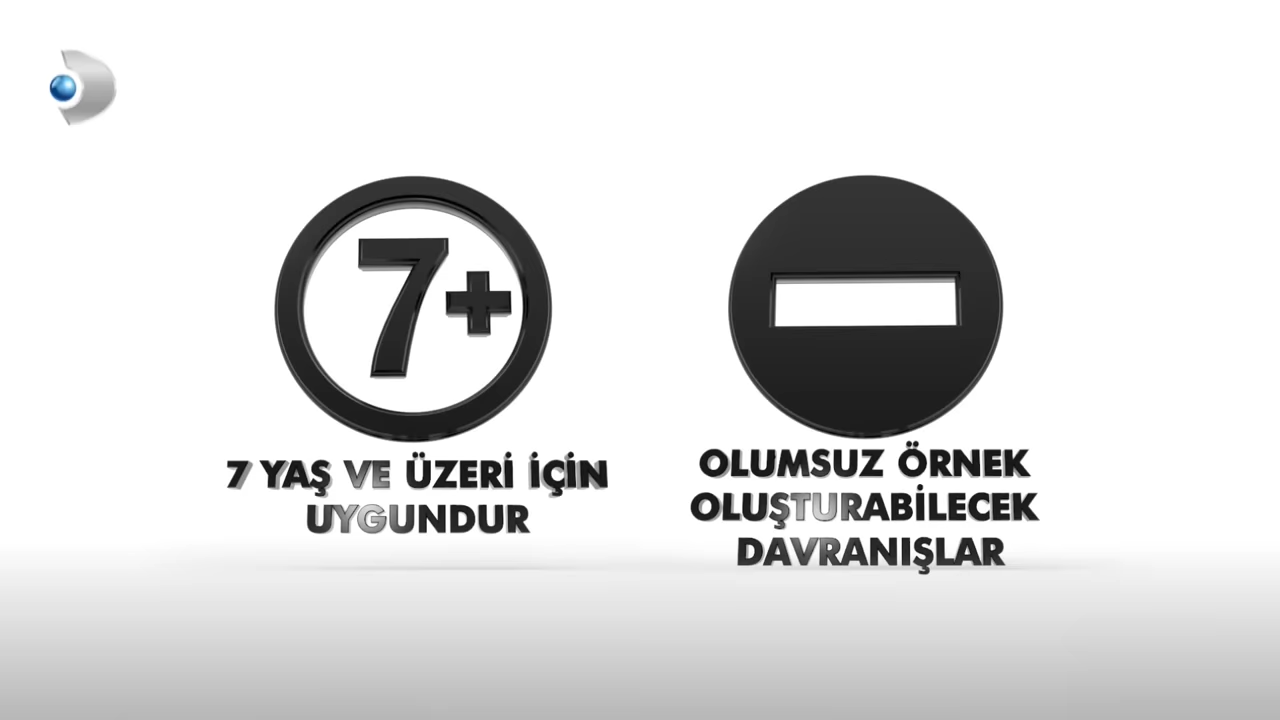 7+
7 YAŞ VE ÜZERİ İÇİN
UYGUNDUR
OLUMSUZ ÖRNEK
OLUŞTURABİLECEK
DAVRANIŞLAR